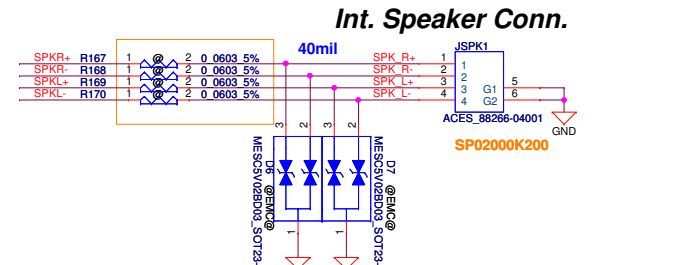 Int. Speaker Conn.
40mil
JSPK1
SPKR+ R167 1 @ 2 0_0603_5% SPK_R+ 1 1
SPKR- R168 1 @ 2 0_0603_5% SPK_R- 2 2
SPKL+ R169 1 @ 2 0_0603_5% SPK_L+ 3 3 G1 5
SPKL- R170 1 @ 2 0_0603_5% SPK_L- 4 4 G2 6
ACES_88266-04001
GND
SP02000K200
3 2 3 2
MESC5V02BD03_SOT23-
D6
@EMC@
D7
@EMC@
MESC5V02BD03_SOT23-
1 1